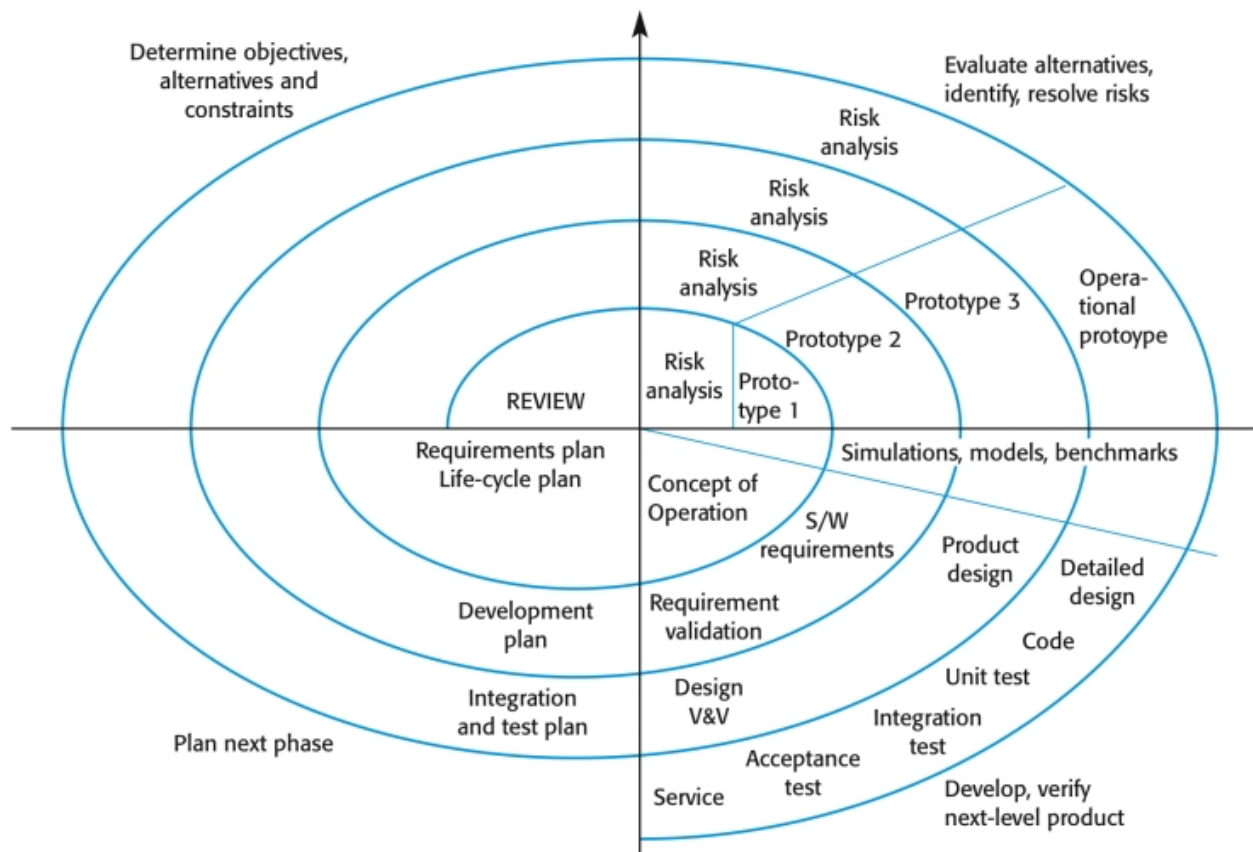 Determine objectives,
alternatives and
constraints
Evaluate alternatives,
identify, resolve risks
Risk
analysis
Risk
analysis
Risk
analysis
Opera-
tional
protoype
Prototype 3
Prototype 2
Risk
analysis
Proto-
type 1
REVIEW
Requirements plan
Life-cycle plan
Simulations, models, benchmarks
Concept of
Operation
S/W
requirements
Product
design
Detailed
design
Development
plan
Requirement
validation
Code
Unit test
Integration
and test plan
Design
V&V
Integration
test
Plan next phase
Acceptance
test
Service
Develop, verify
next-level product